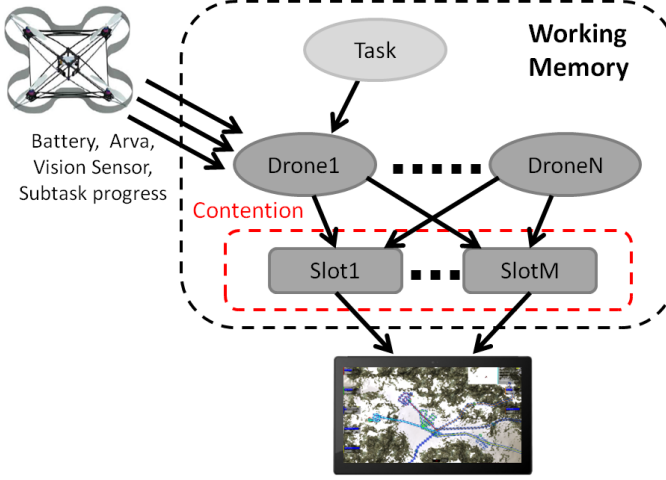 Task
Working
Memory
Battery, Arva,
Vision Sensor,
Subtask progress
Drone1
DroneN
Contention
Slot1
SlotM